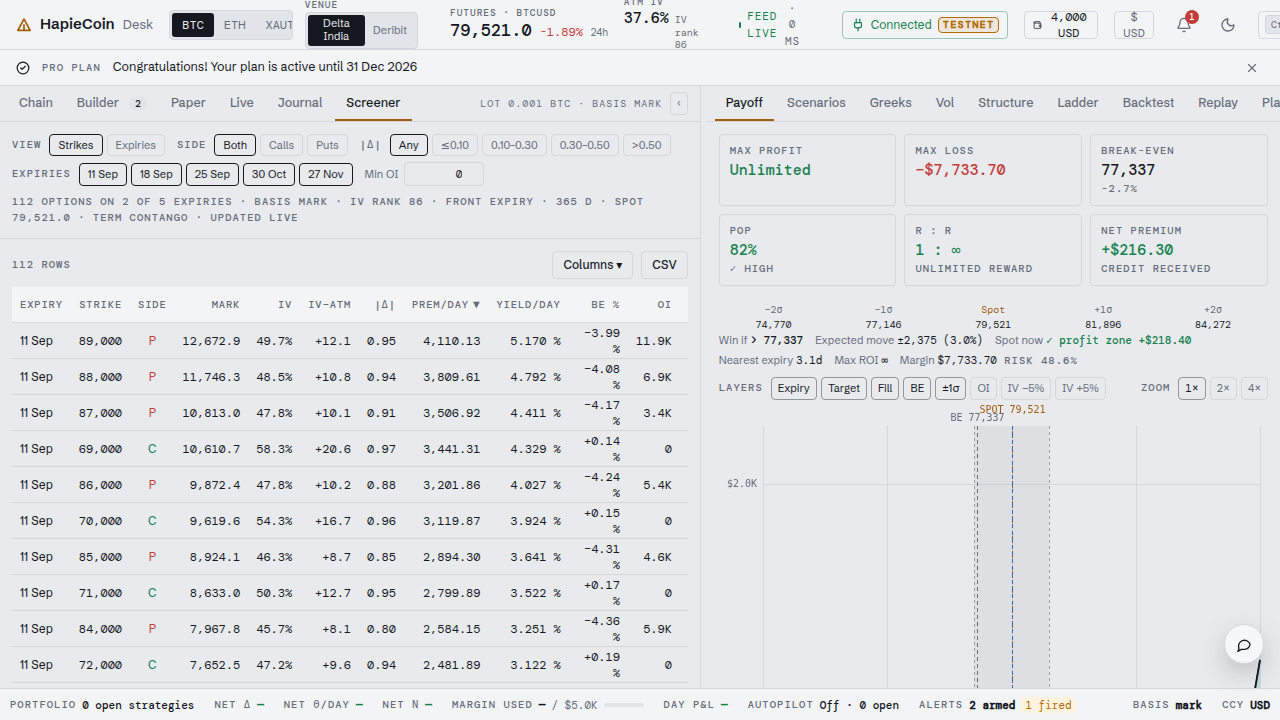 HapieCoin Desk
BTC ETH XAUT
VENUE
Delta India Deribit
FUTURES · BTCUSD
79,521.0 -1.89% 24h
ATM IV
37.6% IV rank 86
FEED LIVE · 0 MS
Connected TESTNET
4,000 USD
$ USD
1
PRO PLAN Congratulations! Your plan is active until 31 Dec 2026
Chain Builder 2 Paper Live Journal Screener LOT 0.001 BTC · BASIS MARK ‹
VIEW Strikes Expiries SIDE Both Calls Puts |Δ| Any ≤0.10 0.10–0.30 0.30–0.50 >0.50
EXPIRIES 11 Sep 18 Sep 25 Sep 30 Oct 27 Nov Min OI 0
112 OPTIONS ON 2 OF 5 EXPIRIES · BASIS MARK · IV RANK 86 · FRONT EXPIRY · 365 D · SPOT
79,521.0 · TERM CONTANGO · UPDATED LIVE
112 ROWS Columns ▾ CSV
EXPIRY STRIKE SIDE MARK IV IV–ATM |Δ| PREM/DAY ▼ YIELD/DAY BE % OI
11 Sep 89,000 P 12,672.9 49.7% +12.1 0.95 4,110.13 5.170 % −3.99 % 11.9K
11 Sep 88,000 P 11,746.3 48.5% +10.8 0.94 3,809.61 4.792 % −4.08 % 6.9K
11 Sep 87,000 P 10,813.0 47.8% +10.1 0.91 3,506.92 4.411 % −4.17 % 3.4K
11 Sep 69,000 C 10,610.7 58.3% +20.6 0.97 3,441.31 4.329 % +0.14 % 0
11 Sep 86,000 P 9,872.4 47.8% +10.2 0.88 3,201.86 4.027 % −4.24 % 5.4K
11 Sep 70,000 C 9,619.6 54.3% +16.7 0.96 3,119.87 3.924 % +0.15 % 0
11 Sep 85,000 P 8,924.1 46.3% +8.7 0.85 2,894.30 3.641 % −4.31 % 4.6K
11 Sep 71,000 C 8,633.0 50.3% +12.7 0.95 2,799.89 3.522 % +0.17 % 0
11 Sep 84,000 P 7,967.8 45.7% +8.1 0.80 2,584.15 3.251 % −4.36 % 5.9K
11 Sep 72,000 C 7,652.5 47.2% +9.6 0.94 2,481.89 3.122 % +0.19 % 0
Payoff Scenarios Greeks Vol Structure Ladder Backtest Replay Pla
MAX PROFIT
Unlimited
MAX LOSS
−$7,733.70
BREAK-EVEN
77,337
-2.7%
POP
82%
✓ HIGH
R : R
1 : ∞
UNLIMITED REWARD
NET PREMIUM
+$216.30
CREDIT RECEIVED
−2σ −1σ Spot +1σ +2σ
74,770 77,146 79,521 81,896 84,272
Win if > 77,337 Expected move ±2,375 (3.0%) Spot now ✓ profit zone +$218.40
Nearest expiry 3.1d Max ROI ∞ Margin $7,733.70 RISK 48.6%
LAYERS Expiry Target Fill BE ±1σ OI IV −5% IV +5% ZOOM 1× 2× 4×
SPOT 79,521
BE 77,337
$2.0K
PORTFOLIO 0 open strategies NET Δ — NET Θ/DAY — NET N — MARGIN USED — / $5.0K DAY P&L — AUTOPILOT Off · 0 open ALERTS 2 armed 1 fired BASIS mark CCY USD